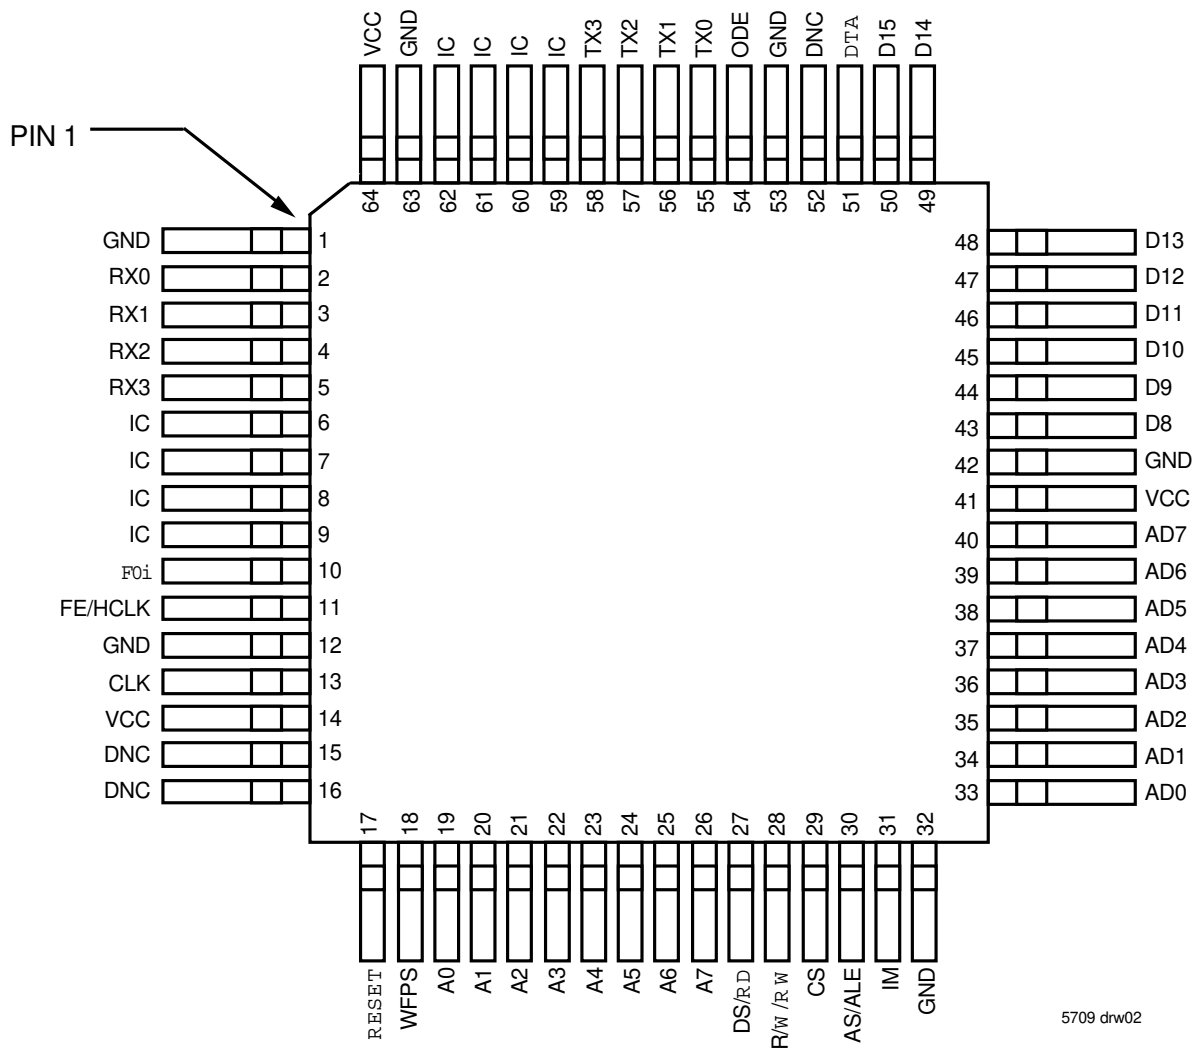 VCC
GND
IC
IC
IC
IC
TX3
TX2
TX1
TX0
ODE
GND
DNC
DTA
D15
D14
64
63
62
61
60
59
58
57
56
55
54
53
52
51
50
49
PIN 1
GND 1
RX0 2
RX1 3
RX2 4
RX3 5
IC 6
IC 7
IC 8
IC 9
F0i 10
FE/HCLK 11
GND 12
CLK 13
VCC 14
DNC 15
DNC 16
48 D13
47 D12
46 D11
45 D10
44 D9
43 D8
42 GND
41 VCC
40 AD7
39 AD6
38 AD5
37 AD4
36 AD3
35 AD2
34 AD1
33 AD0
17
18
19
20
21
22
23
24
25
26
27
28
29
30
31
32
RESET
WFPS
A0
A1
A2
A3
A4
A5
A6
A7
DS/RD
R/W/RW
CS
AS/ALE
IM
GND
5709 drw02